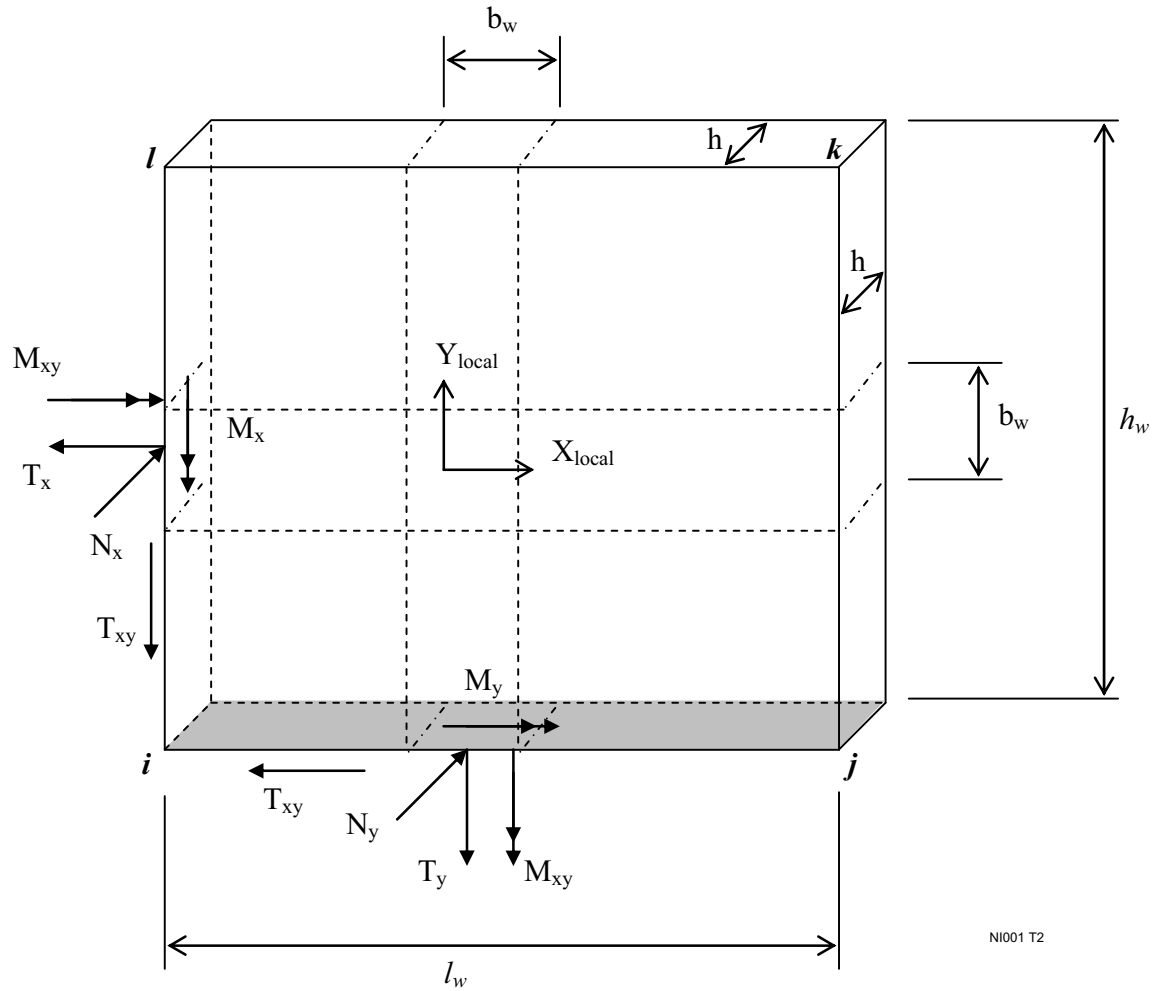 b_w
h
l
k
h
M_xy
Y_local
M_x
b_w
h_w
X_local
T_x
N_x
T_xy
M_y
i
j
T_xy
N_y
T_y
M_xy
NI001 T2
l_w